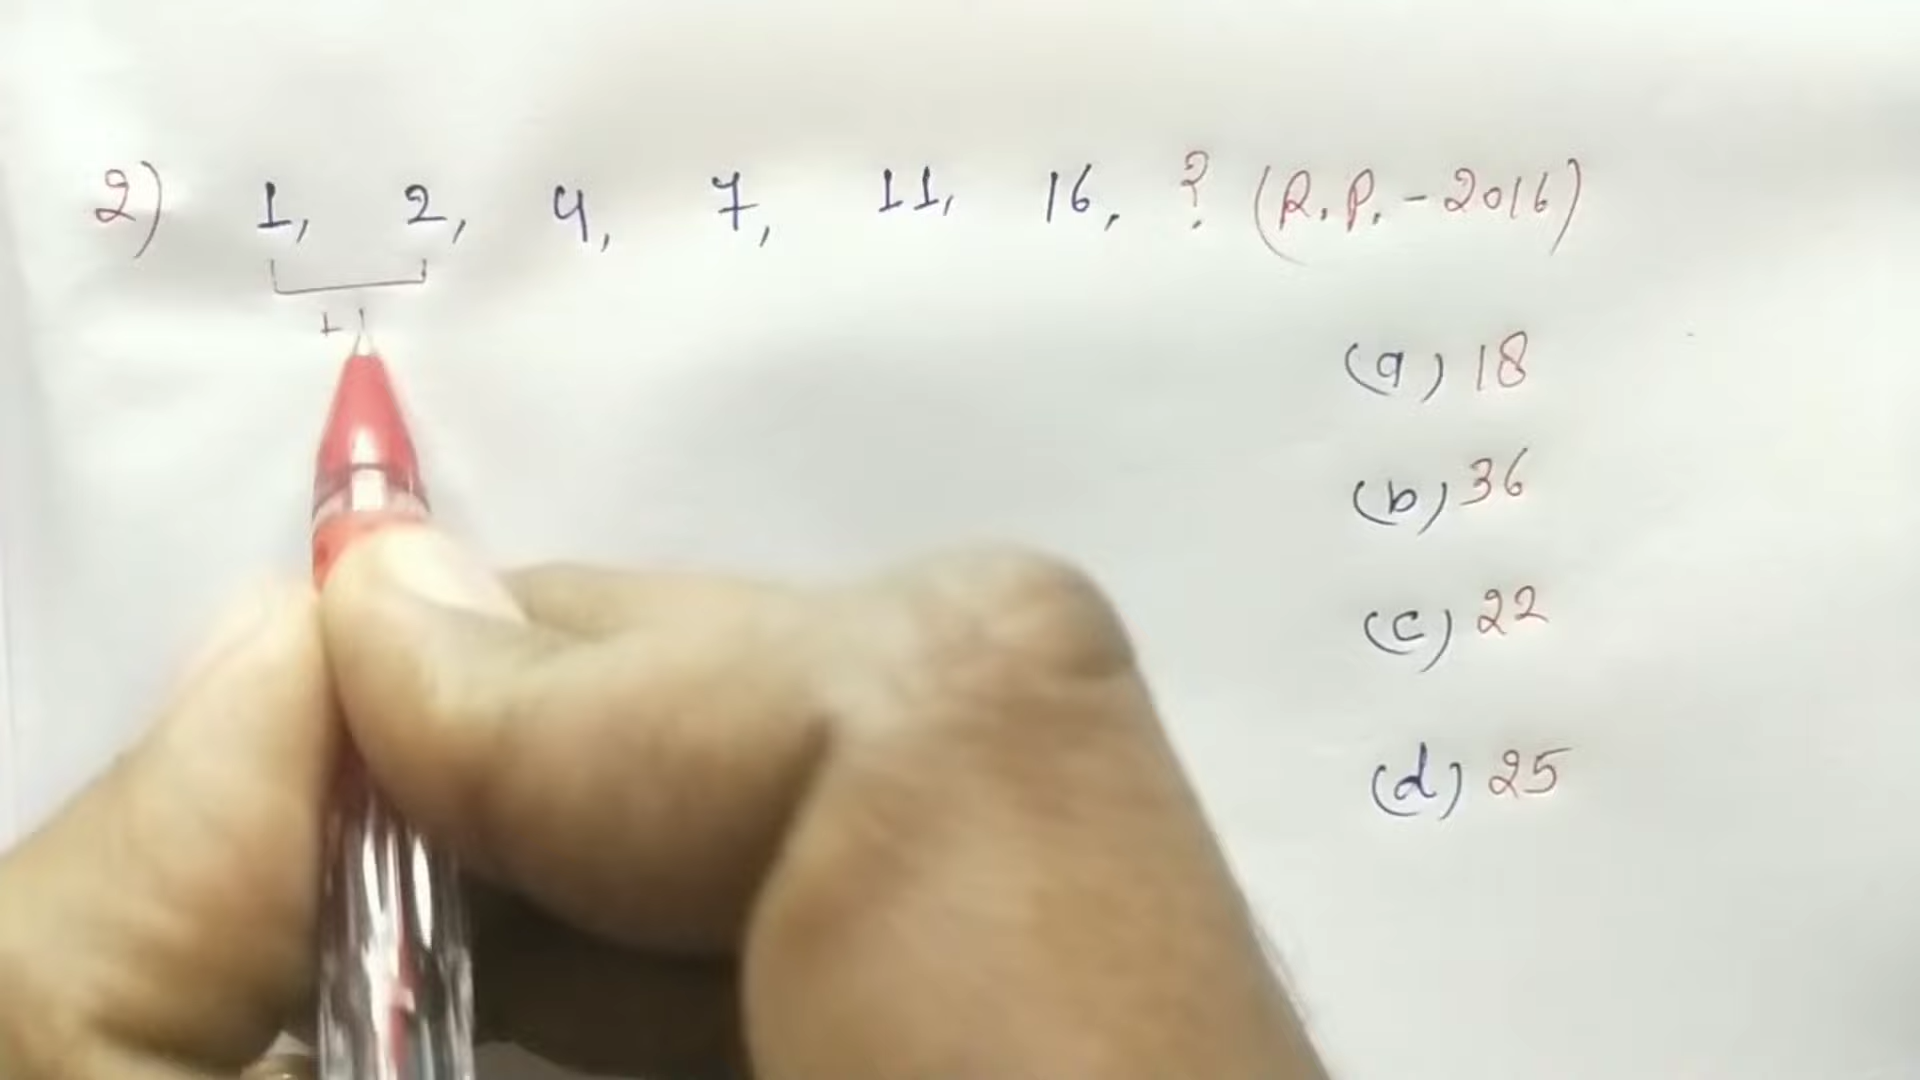 2) 1, 2, 4, 7, 11, 16, ? (R.P.-2016)
+1
(a) 18
(b) 36
(c) 22
(d) 25